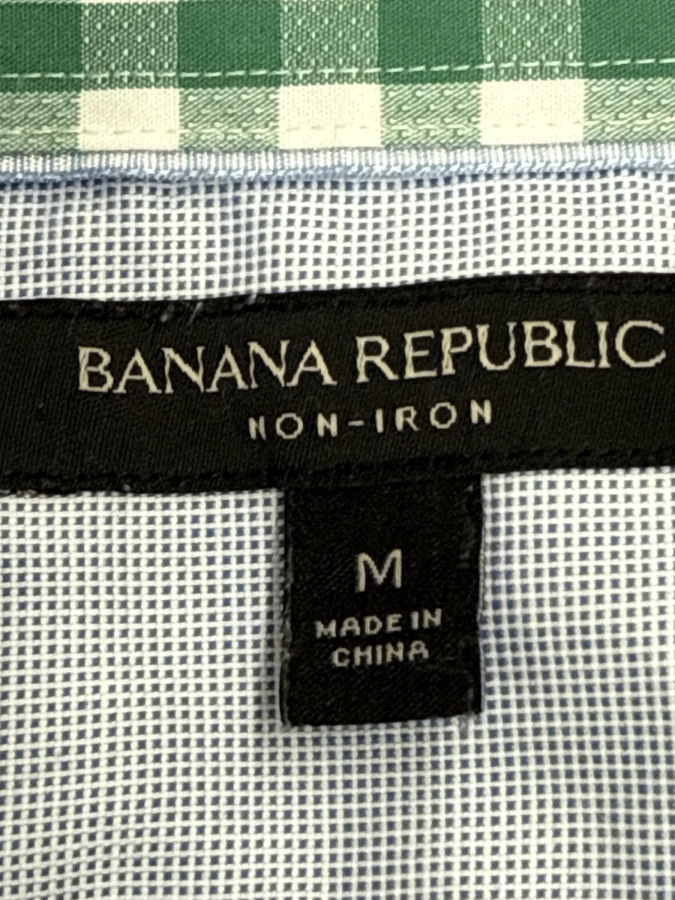 BANANA REPUBLIC
NON-IRON
M
MADE IN
CHINA